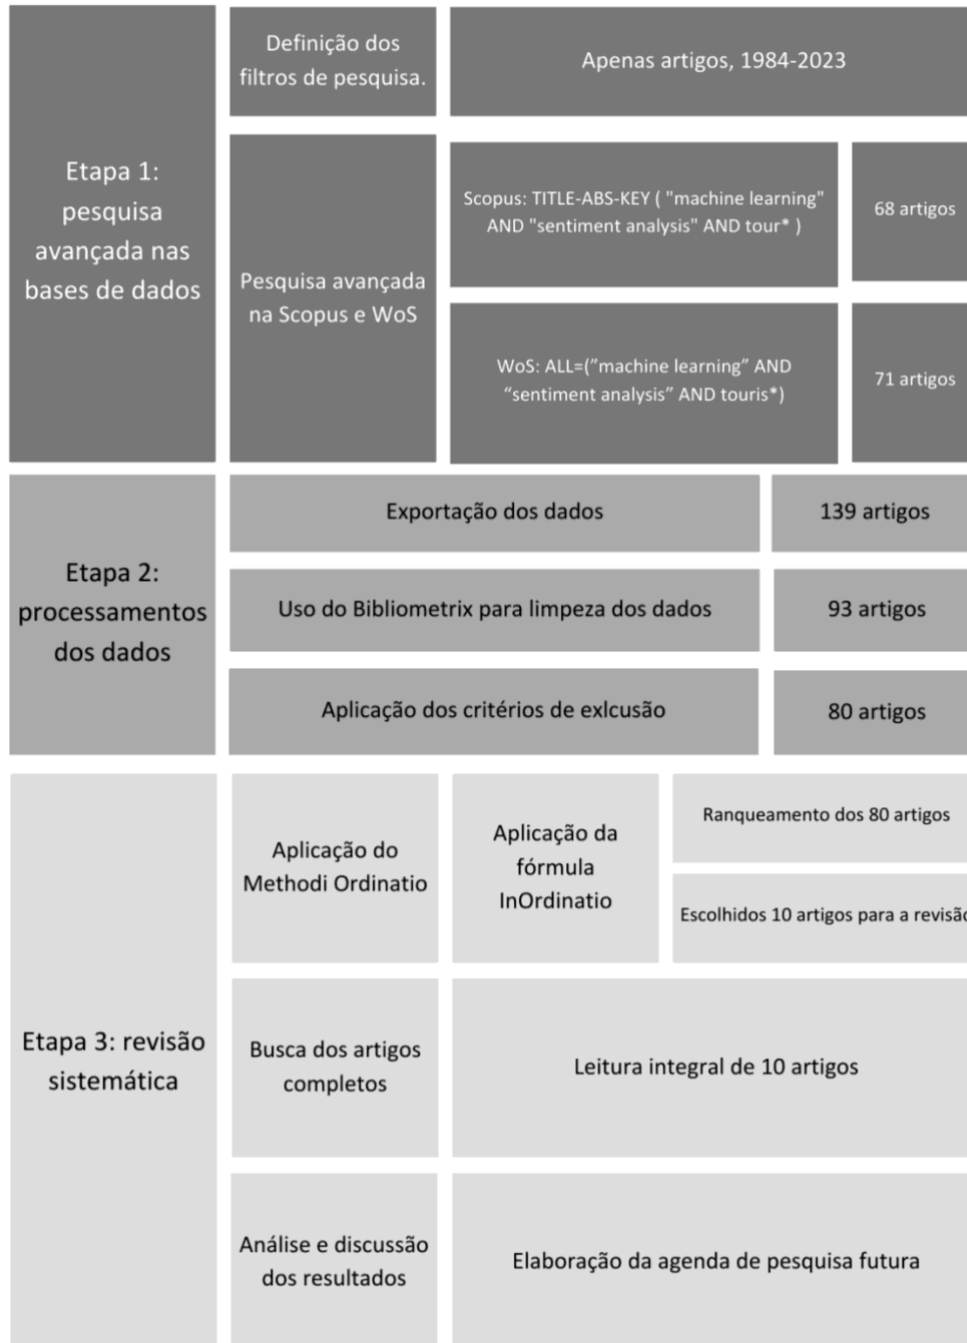 Etapa 1:
pesquisa
avançada nas
bases de dados
Definição dos
filtros de pesquisa.
Apenas artigos, 1984-2023
Pesquisa avançada
na Scopus e WoS
Scopus: TITLE-ABS-KEY ( "machine learning"
AND "sentiment analysis" AND tour* )
68 artigos
WoS: ALL=(”machine learning” AND
“sentiment analysis” AND touris*)
71 artigos
Etapa 2:
processamentos
dos dados
Exportação dos dados
139 artigos
Uso do Bibliometrix para limpeza dos dados
93 artigos
Aplicação dos critérios de exlcusão
80 artigos
Etapa 3: revisão
sistemática
Aplicação do
Methodi Ordinatio
Aplicação da
fórmula
InOrdinatio
Ranqueamento dos 80 artigos
Escolhidos 10 artigos para a revisão
Busca dos artigos
completos
Leitura integral de 10 artigos
Análise e discussão
dos resultados
Elaboração da agenda de pesquisa futura